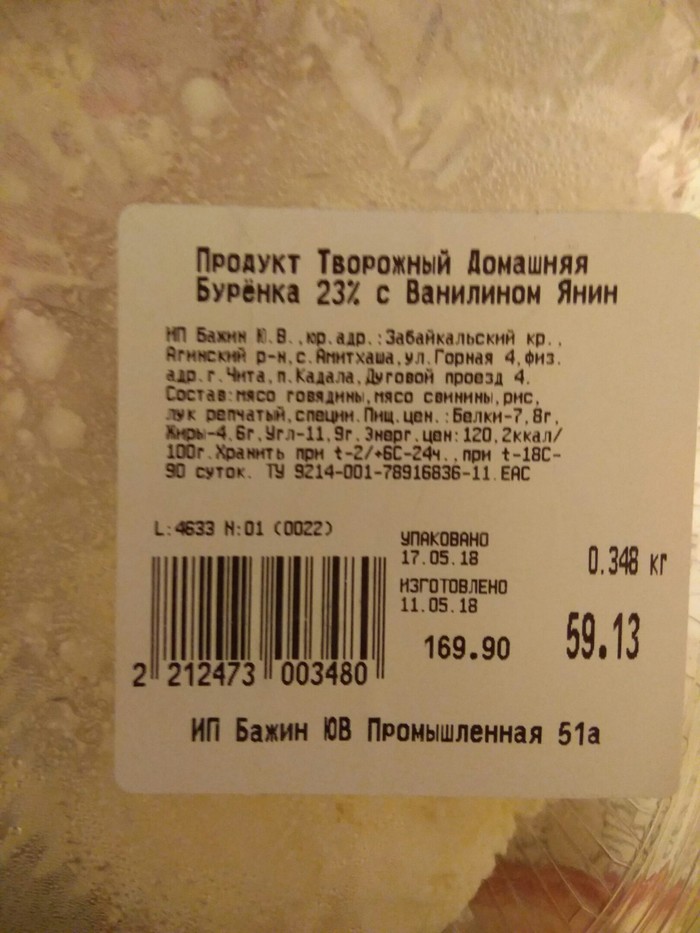 Продукт Творожный Домашняя
Бурёнка 23% с Ванилином Янин
ИП Бажин Ю.В.,юр.адр.:Забайкальский кр.,
Агинский р-н,с.Амитхаша,ул.Горная 4,физ.
адр.г.Чита,п.Кадала,Дуговой проезд 4.
Состав:мясо говядины,мясо свинины,рис,
лук репчатый,специи.Пищ.цен.:Белки-7,8г,
Жиры-4,6г,Угл-11,9г.Энерг.цен:120,2ккал/
100г.Хранить при t-2/+6С-24ч.,при t-18С-
90 суток. ТУ 9214-001-78916836-11.ЕАС
L:4633 N:01 (0022)
УПАКОВАНО
17.05.18
0.348 кг
ИЗГОТОВЛЕНО
11.05.18
169.90
59.13
2 212473 003480
ИП Бажин ЮВ Промышленная 51а